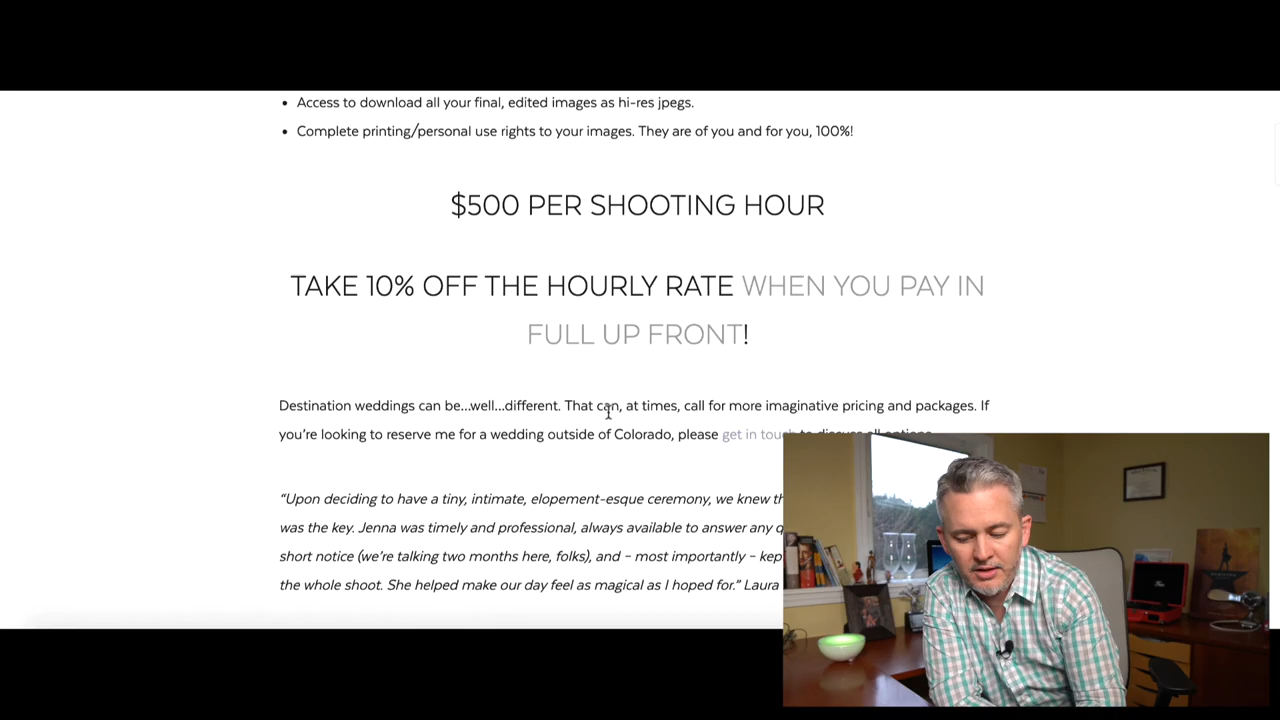 Access to download all your final, edited images as hi-res jpegs.
Complete printing/personal use rights to your images. They are of you and for you, 100%!
$500 PER SHOOTING HOUR
TAKE 10% OFF THE HOURLY RATE WHEN YOU PAY IN
FULL UP FRONT!
Destination weddings can be...well...different. That can, at times, call for more imaginative pricing and packages. If
you're looking to reserve me for a wedding outside of Colorado, please get in touch to discuss all options.
“Upon deciding to have a tiny, intimate, elopement-esque ceremony, we knew
was the key. Jenna was timely and professional, always available to answer any
short notice (we're talking two months here, folks), and – most importantly – kep
the whole shoot. She helped make our day feel as magical as I hoped for.” Laura